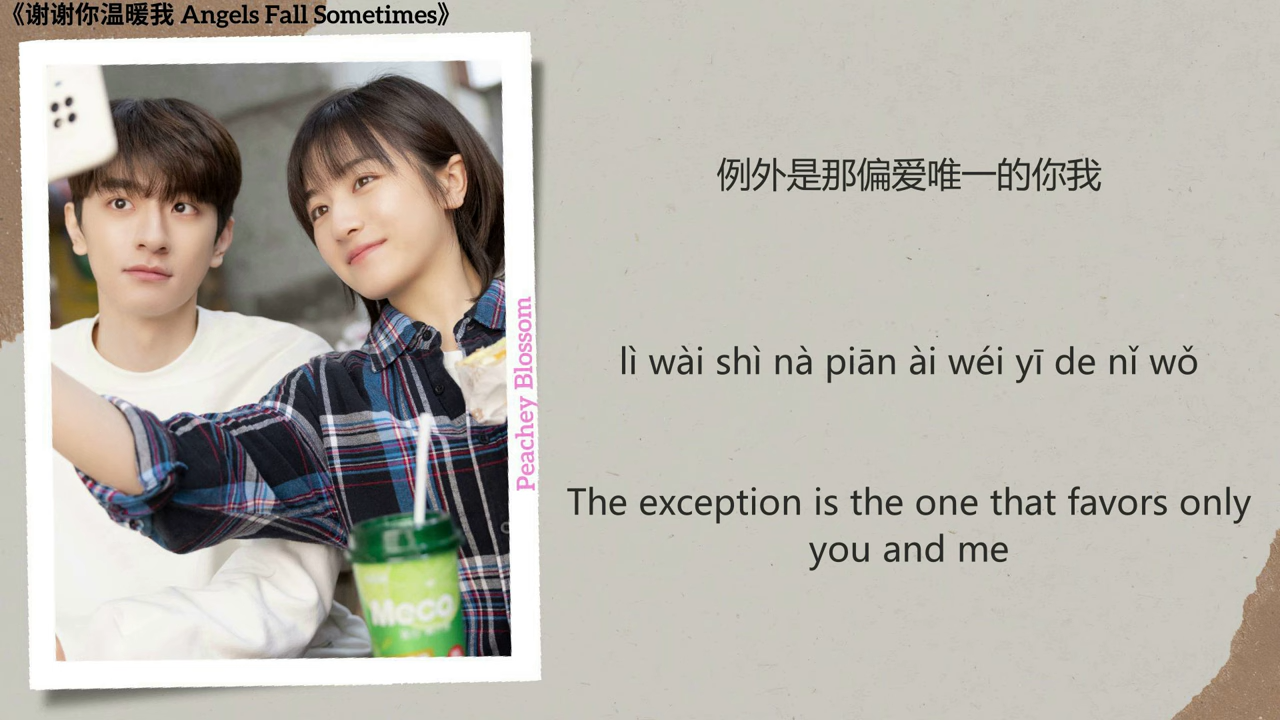 《谢谢你温暖我 Angels Fall Sometimes》
例外是那偏爱唯一的你我
lì wài shì nà piān ài wéi yī de nǐ wǒ
The exception is the one that favors only
you and me
Peachey Blossom
Meco